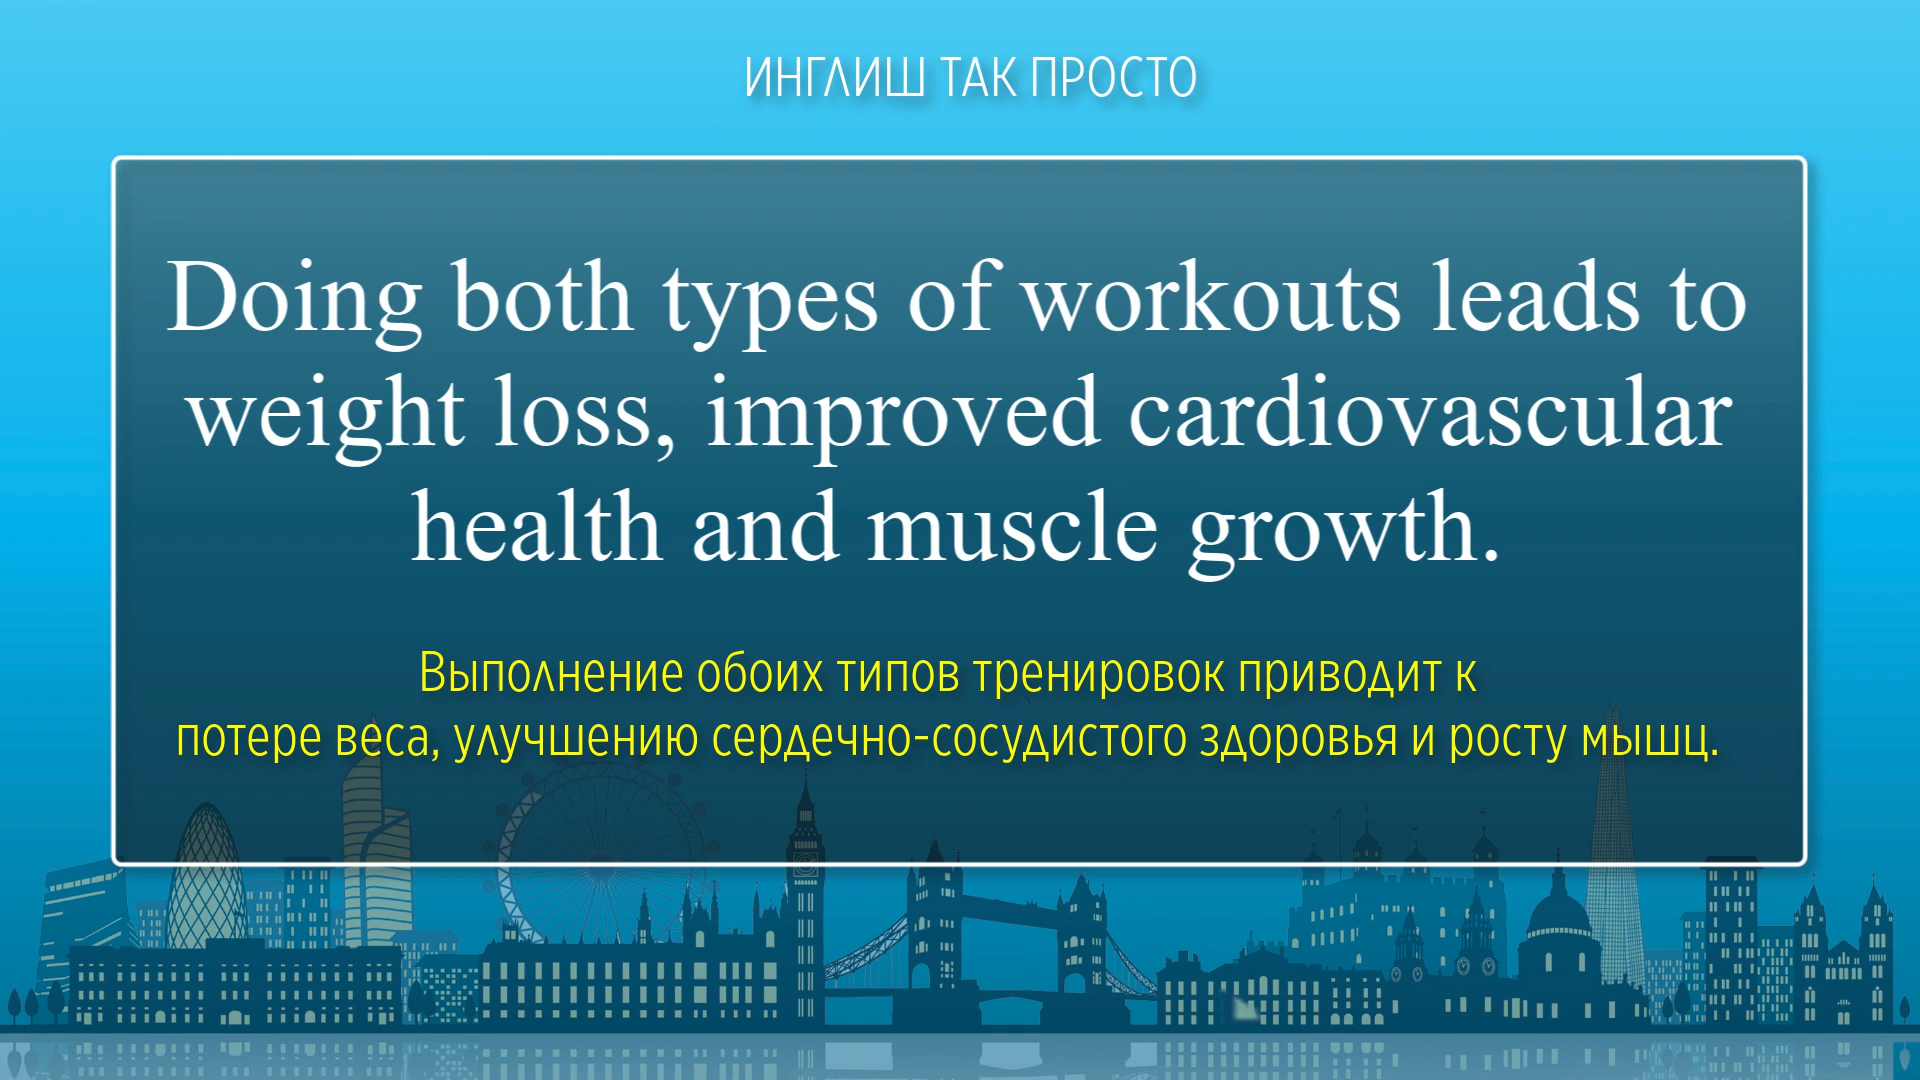 ИНГЛИШ ТАК ПРОСТО
Doing both types of workouts leads to
weight loss, improved cardiovascular
health and muscle growth.
Выполнение обоих типов тренировок приводит к
потере веса, улучшению сердечно-сосудистого здоровья и росту мышц.